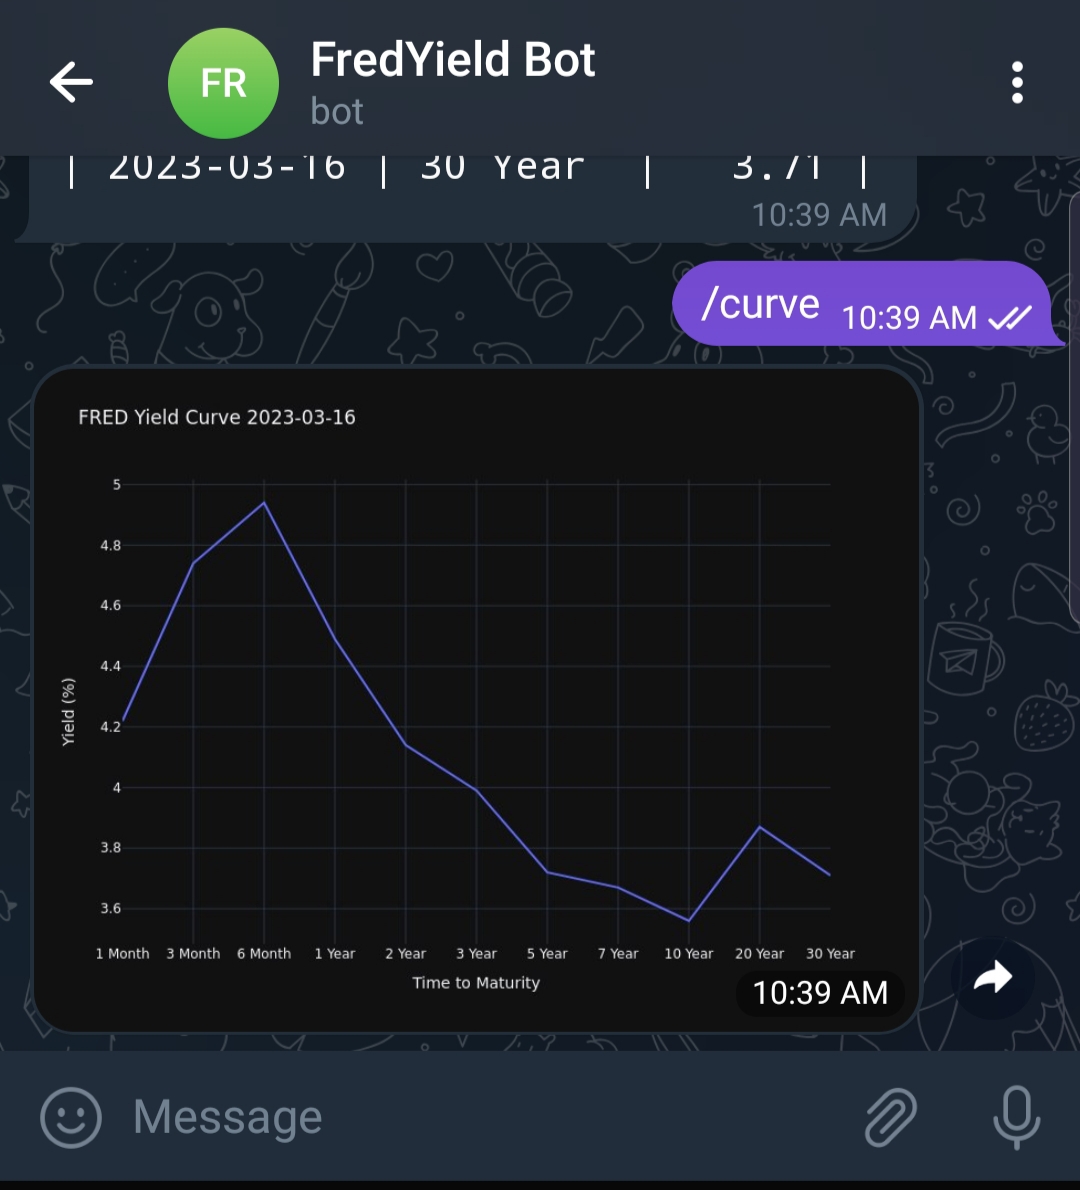 FR
FredYield Bot
bot
| 2023-03-16 | 30 Year | 3.71 |
10:39 AM
/curve 10:39 AM
FRED Yield Curve 2023-03-16
5
4.8
4.6
4.4
4.2
4
3.8
3.6
Yield (%)
1 Month 3 Month 6 Month 1 Year 2 Year 3 Year 5 Year 7 Year 10 Year 20 Year 30 Year
Time to Maturity
10:39 AM
Message